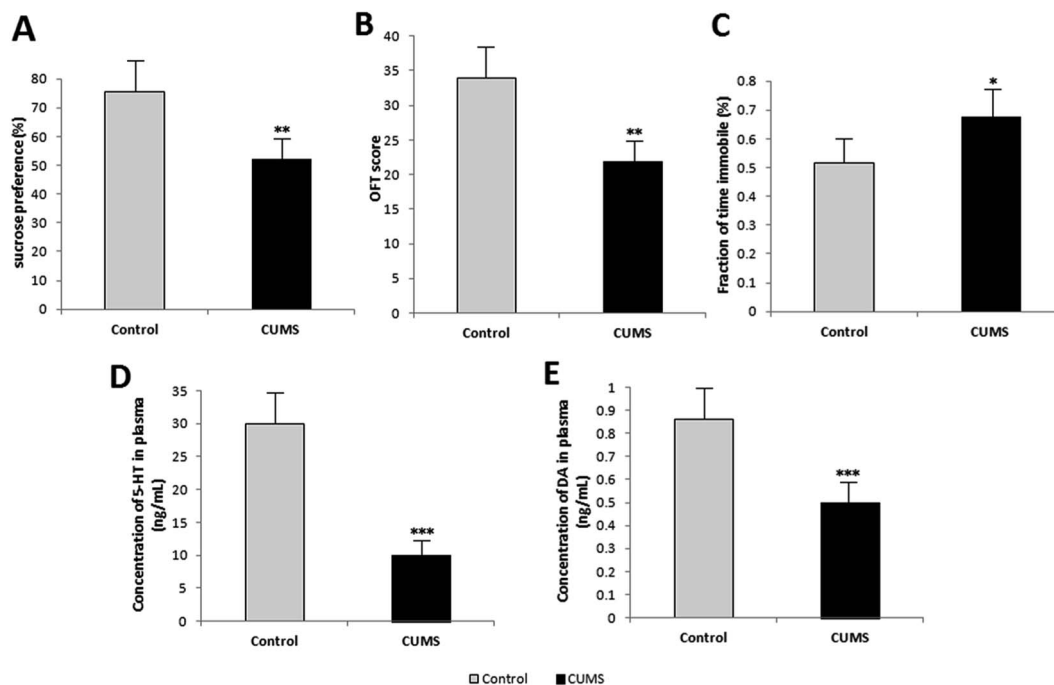 A
sucrose preference (%)
80
70
60
50
40
30
20
10
0
**
Control
CUMS
B
OFT score
40
35
30
25
20
15
10
5
0
**
Control
CUMS
C
Fraction of time immobile (%)
0.8
0.7
0.6
0.5
0.4
0.3
0.2
0.1
0
*
Control
CUMS
D
Concentration of 5-HT in plasma
(ng/mL)
35
30
25
20
15
10
5
0
***
Control
CUMS
E
Concentration of DA in plasma
(ng/mL)
1
0.9
0.8
0.7
0.6
0.5
0.4
0.3
0.2
0.1
0
***
Control
CUMS
Control CUMS